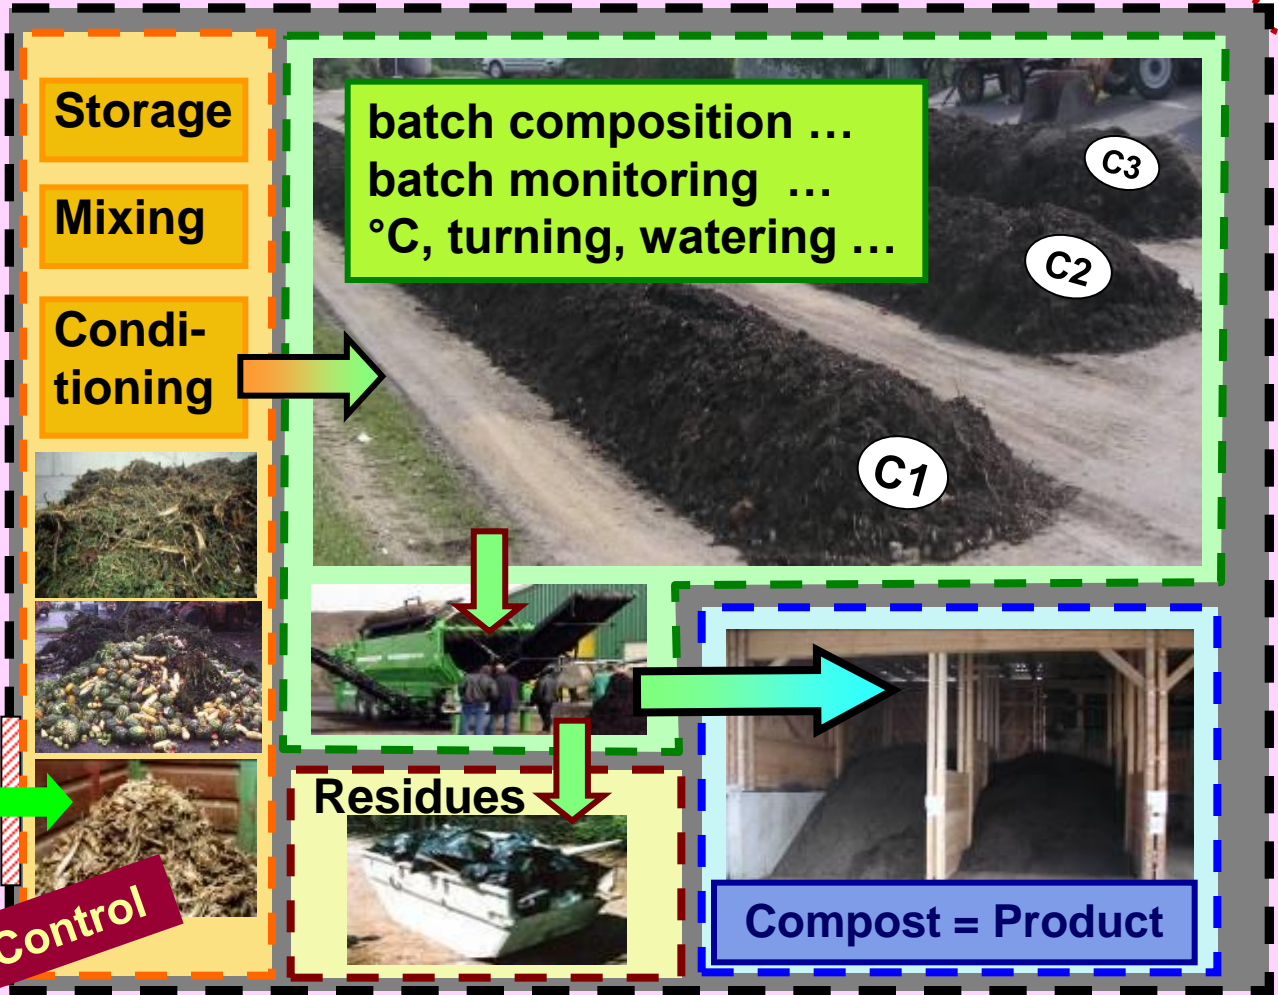 Storage
Mixing
Condi-
tioning
batch composition …
batch monitoring …
°C, turning, watering …
C3
C2
C1
Residues
Compost = Product
Control